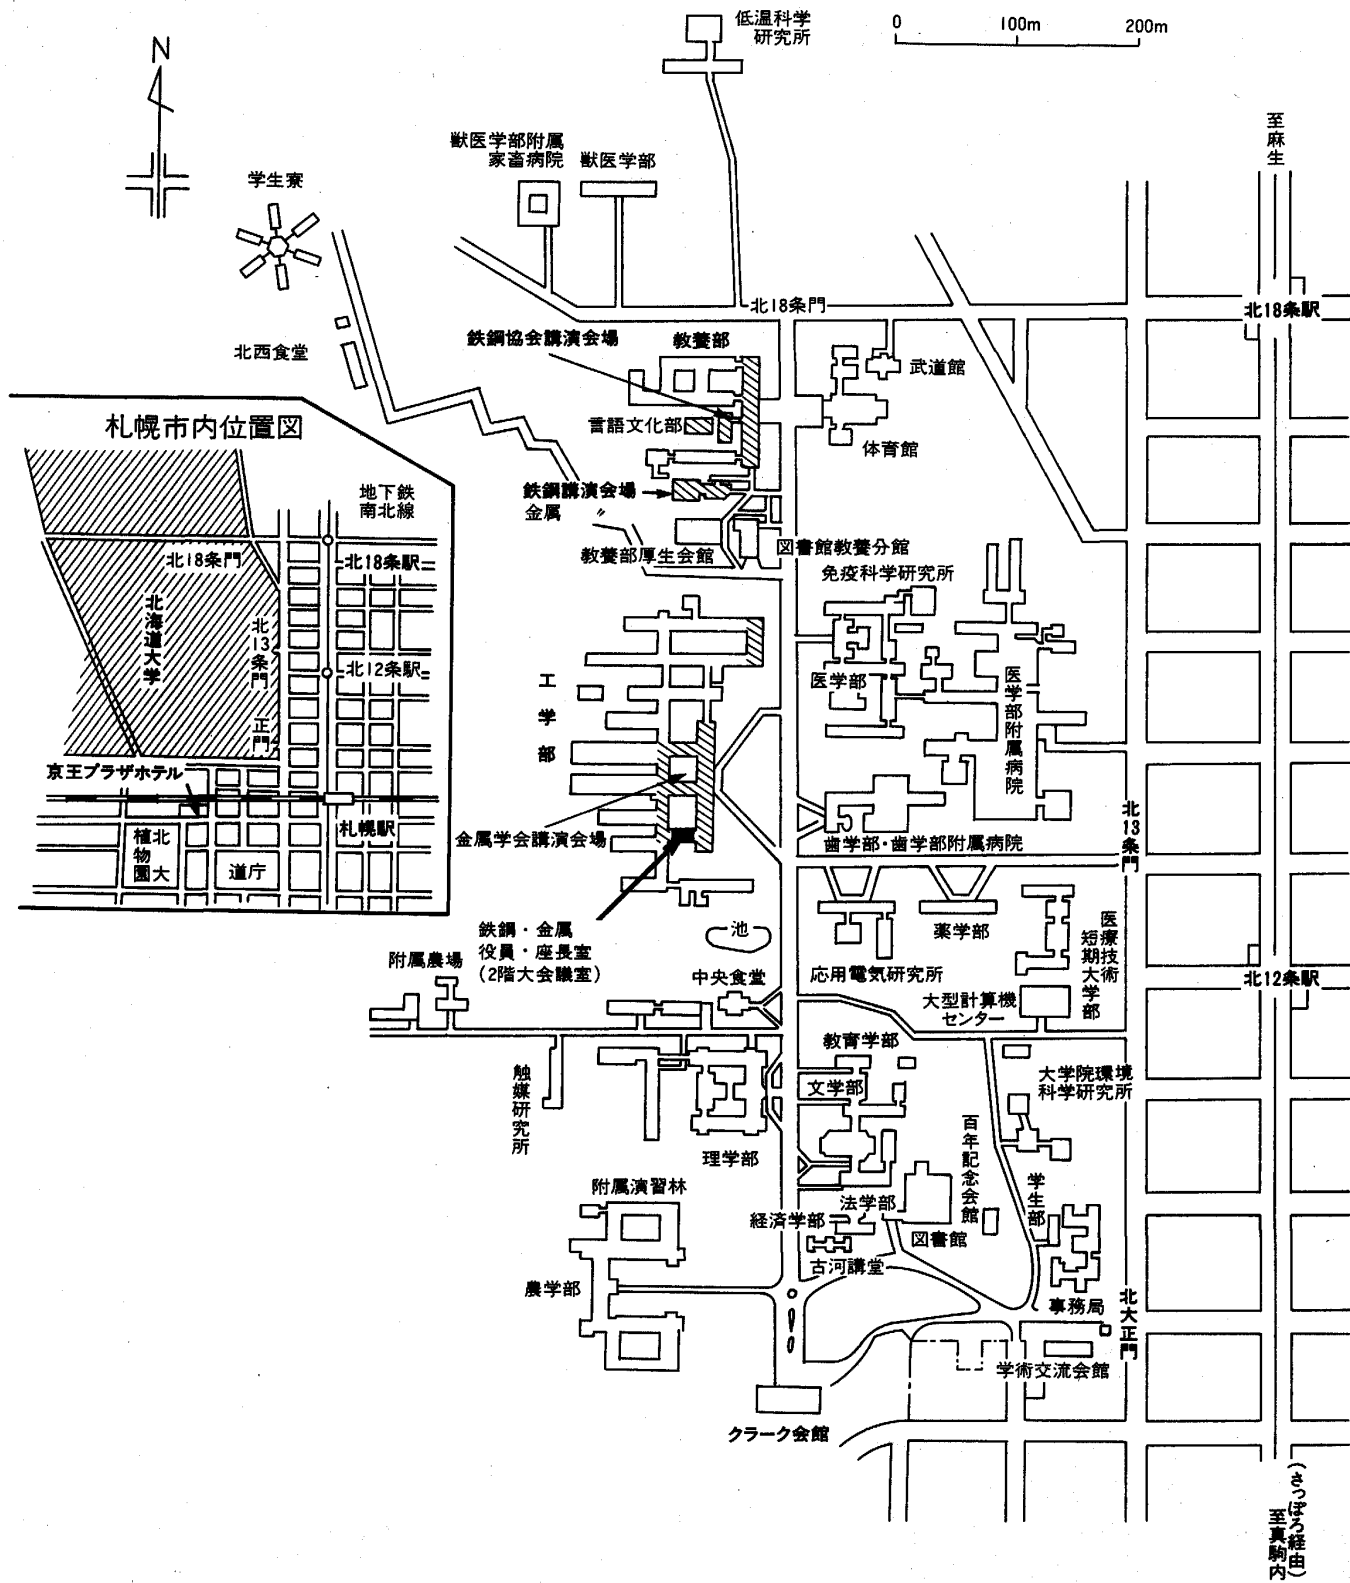 低温科学
研究所
0 100m 200m
N
至麻生
獣医学部附属
家畜病院
獣医学部
学生寮
北18条門
北18条駅
鉄鋼協会講演会場
教養部
武道館
北西食堂
言語文化部
体育館
札幌市内位置図
地下鉄
南北線
北18条門
北18条駅
北海道大学
北13条門
北12条駅
正門
京王プラザホテル
札幌駅
北大
植物園
道庁
鉄鋼講演会場
金属 〃
教養部厚生会館
図書館教養分館
免疫科学研究所
工学部
医学部
医学部附属病院
金属学会講演会場
歯学部・歯学部附属病院
北13条門
鉄鋼・金属
役員・座長室
(2階大会議室)
池
薬学部
医療技術
短期大学部
附属農場
中央食堂
応用電気研究所
大型計算機
センター
北12条駅
教育学部
文学部
大学院環境
科学研究所
触媒研究所
理学部
百年記念会館
学生部
附属演習林
法学部
経済学部
図書館
古河講堂
農学部
事務局
北大正門
学術交流会館
クラーク会館
(さっぽろ経由)
至真駒内